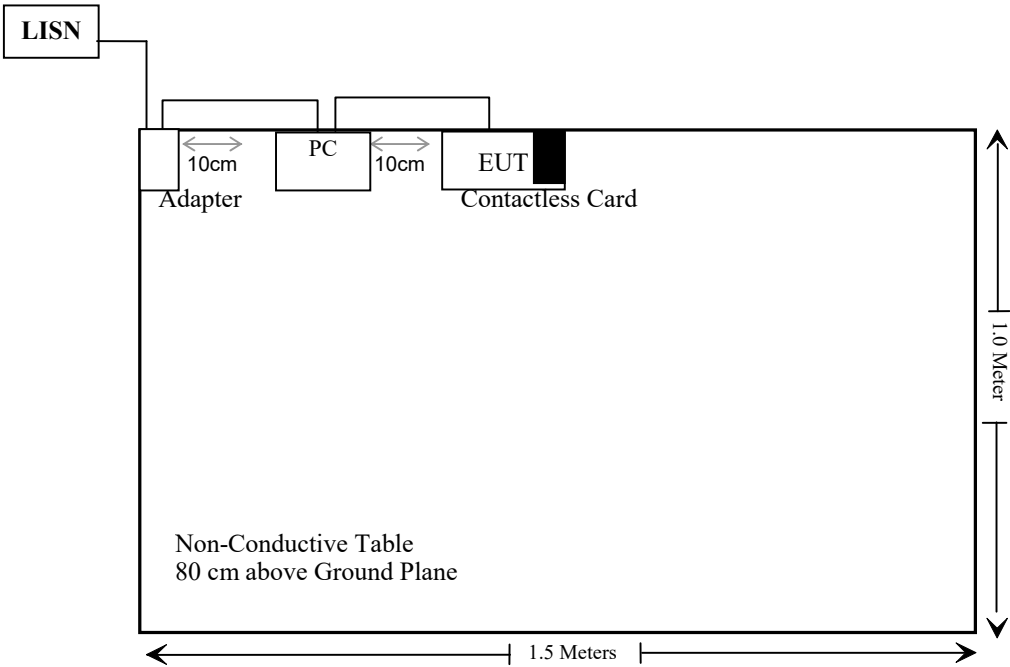 LISN
PC
10cm
10cm
EUT
Adapter
Contactless Card
1.0 Meter
Non-Conductive Table
80 cm above Ground Plane
1.5 Meters